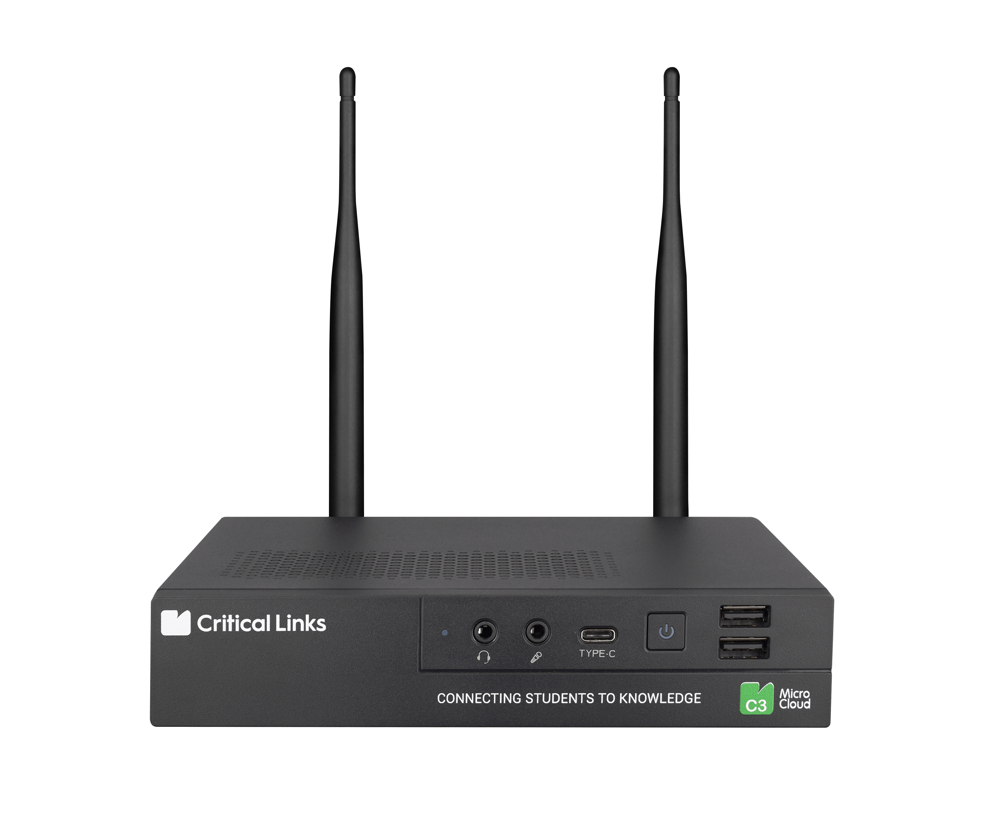 Critical Links
TYPE-C
CONNECTING STUDENTS TO KNOWLEDGE
C3
Micro
Cloud